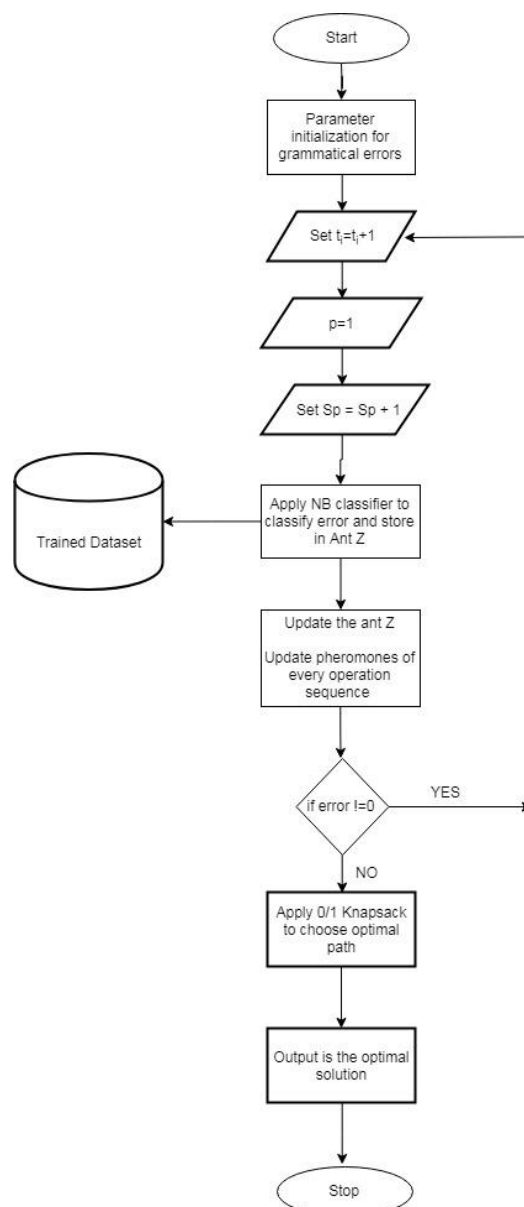 Start
Parameter
initialization for
grammatical errors
Set tᵢ=tᵢ+1
p=1
Set Sp = Sp + 1
Apply NB classifier to
classify error and store
in Ant Z
Trained Dataset
Update the ant Z
Update pheromones of
every operation
sequence
if error !=0
YES
NO
Apply 0/1 Knapsack
to choose optimal
path
Output is the optimal
solution
Stop